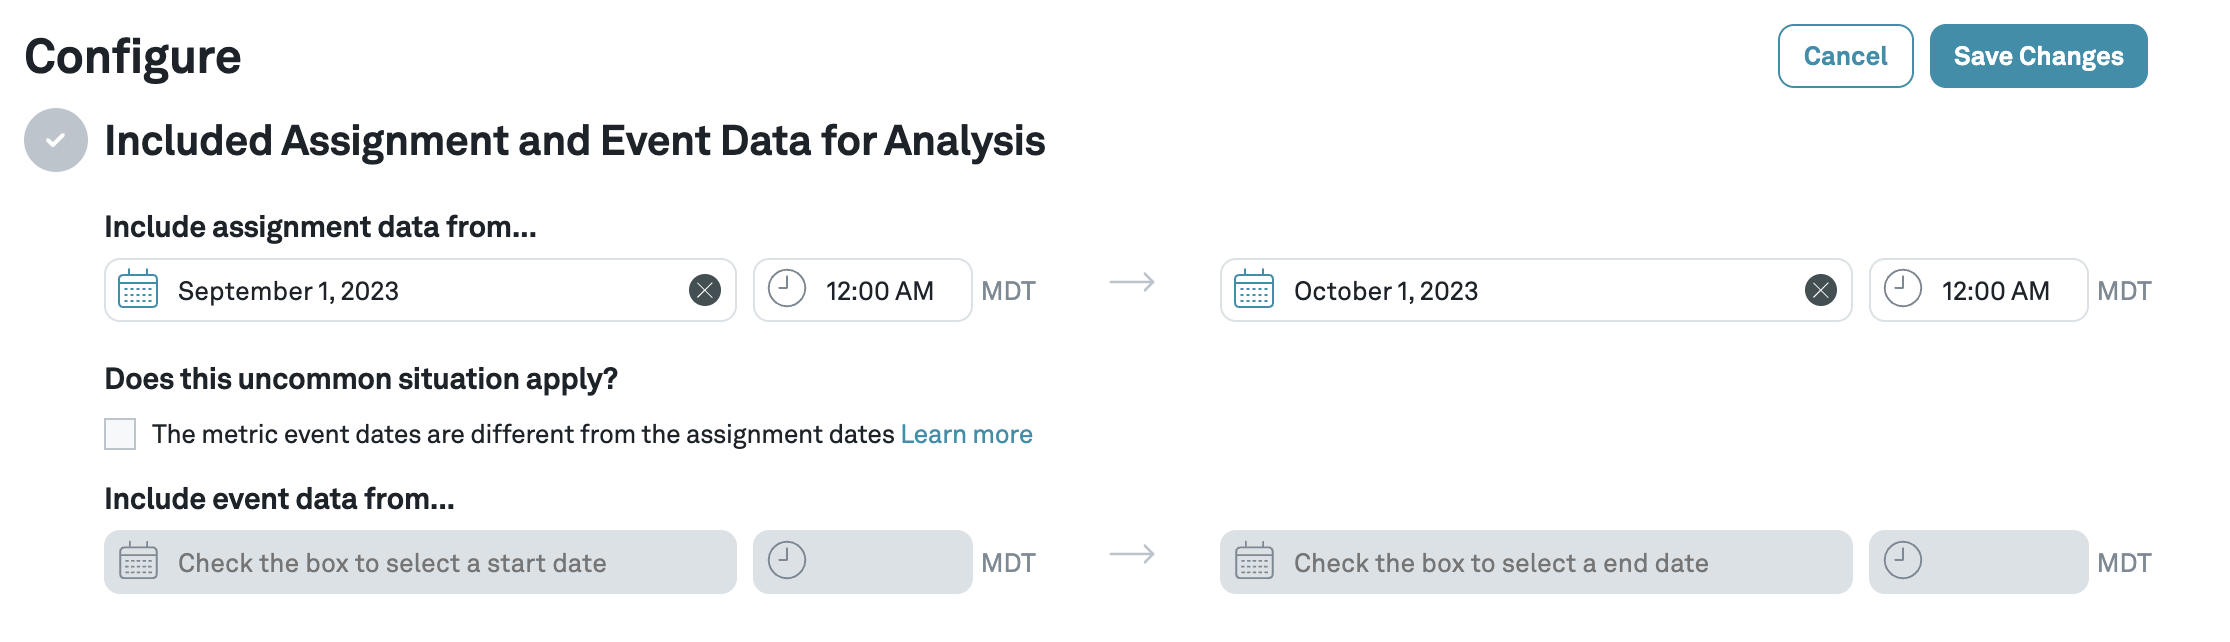 Configure
Cancel
Save Changes
Included Assignment and Event Data for Analysis
Include assignment data from...
September 1, 2023
12:00 AM
MDT
October 1, 2023
12:00 AM
MDT
Does this uncommon situation apply?
The metric event dates are different from the assignment dates Learn more
Include event data from...
Check the box to select a start date
MDT
Check the box to select a end date
MDT